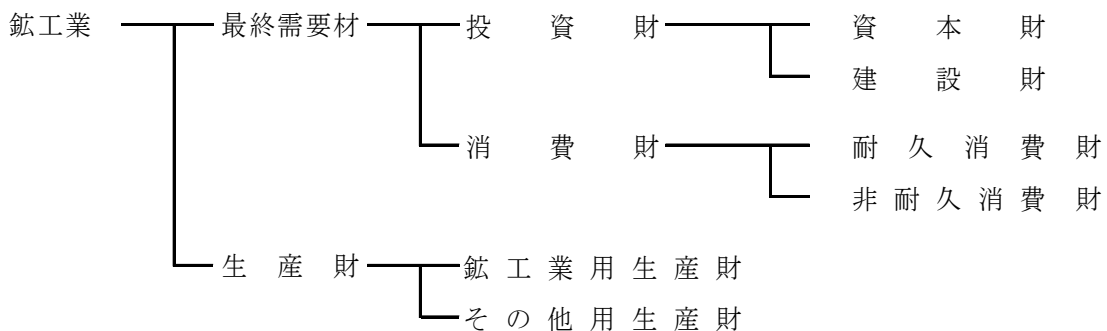 鉱工業 最終需要材 投資財 資本財
建設財
消費財 耐久消費財
非耐久消費財
生産財 鉱工業用生産財
その他用生産財